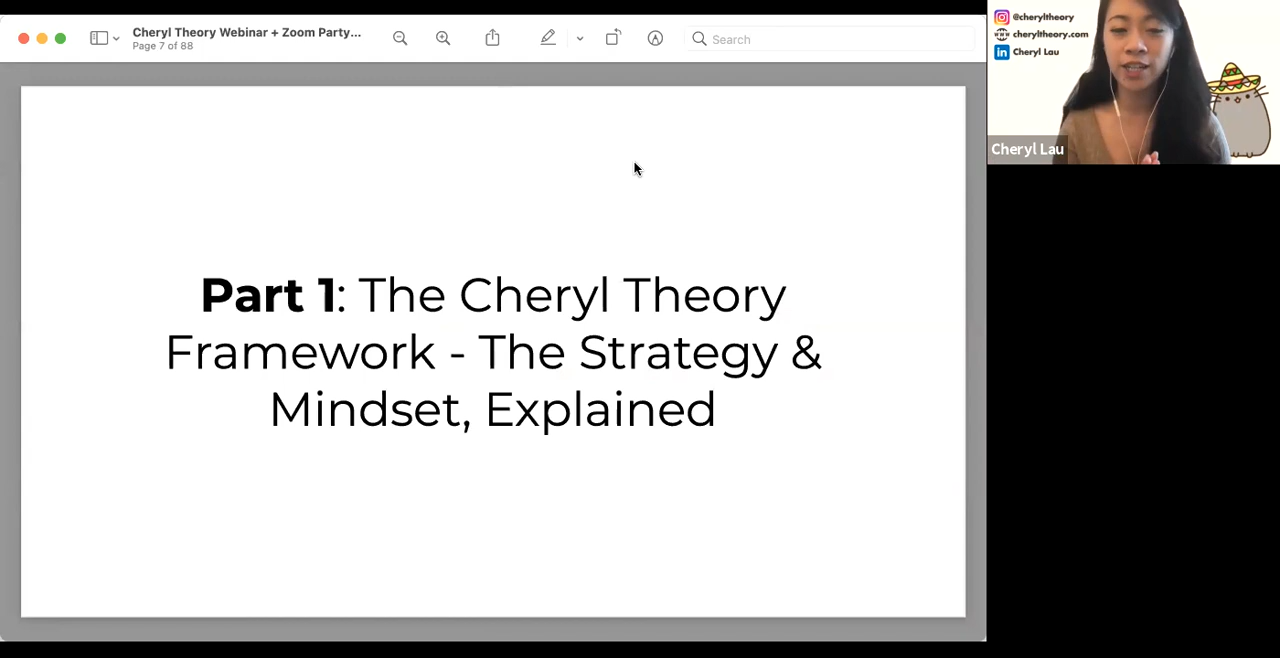 Cheryl Theory Webinar + Zoom Party...
Page 7 of 88
Search
@cheryltheory
cheryltheory.com
in Cheryl Lau
Cheryl Lau
Part 1: The Cheryl Theory
Framework - The Strategy &
Mindset, Explained